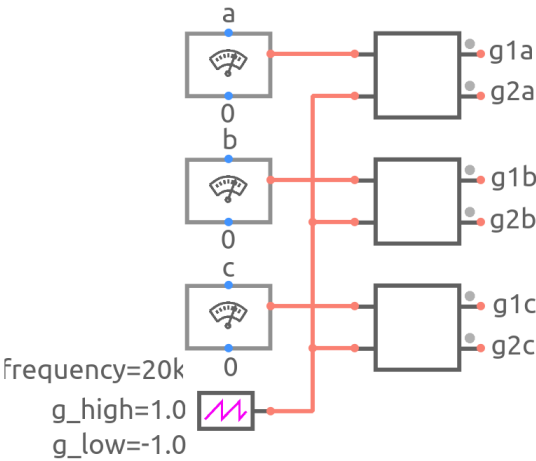 a
g1a
g2a
0
b
g1b
g2b
0
c
g1c
g2c
0
frequency=20k
g_high=1.0
g_low=-1.0